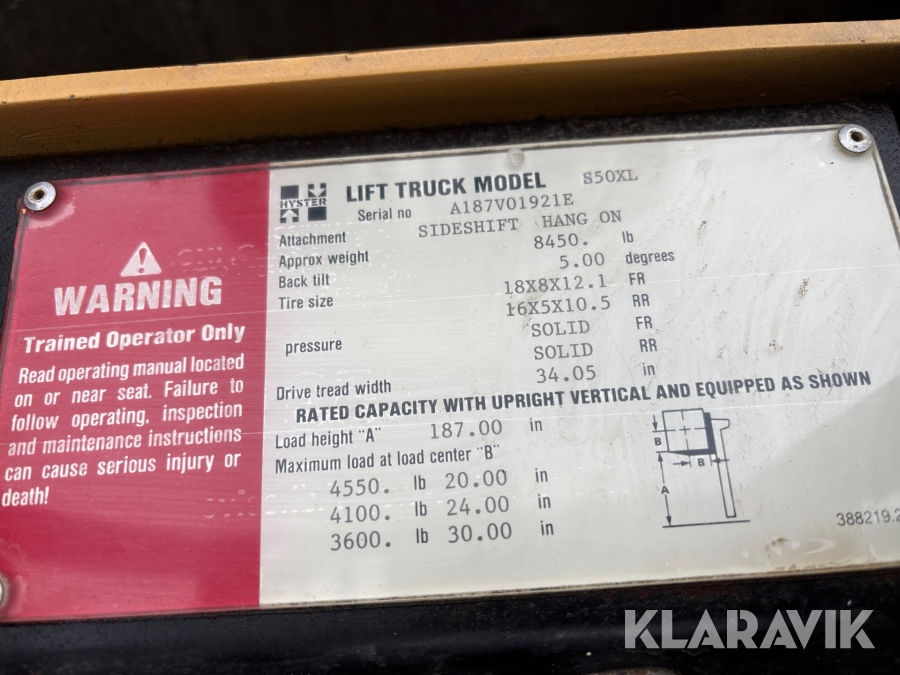 WARNING
Trained Operator Only
Read operating manual located
on or near seat. Failure to
follow operating, inspection
and maintenance instructions
can cause serious injury or
death!
HYSTER
LIFT TRUCK MODEL S50XL
Serial no A187V01921E
Attachment SIDESHIFT HANG ON
Approx weight 8450. lb
Back tilt 5.00 degrees
Tire size 18X8X12.1 FR
16X5X10.5 RR
pressure SOLID FR
SOLID RR
Drive tread width 34.05 in
RATED CAPACITY WITH UPRIGHT VERTICAL AND EQUIPPED AS SHOWN
Load height "A" 187.00 in
Maximum load at load center "B"
4550. lb 20.00 in
4100. lb 24.00 in
3600. lb 30.00 in
B
B
A
388219.2
KLARAVIK